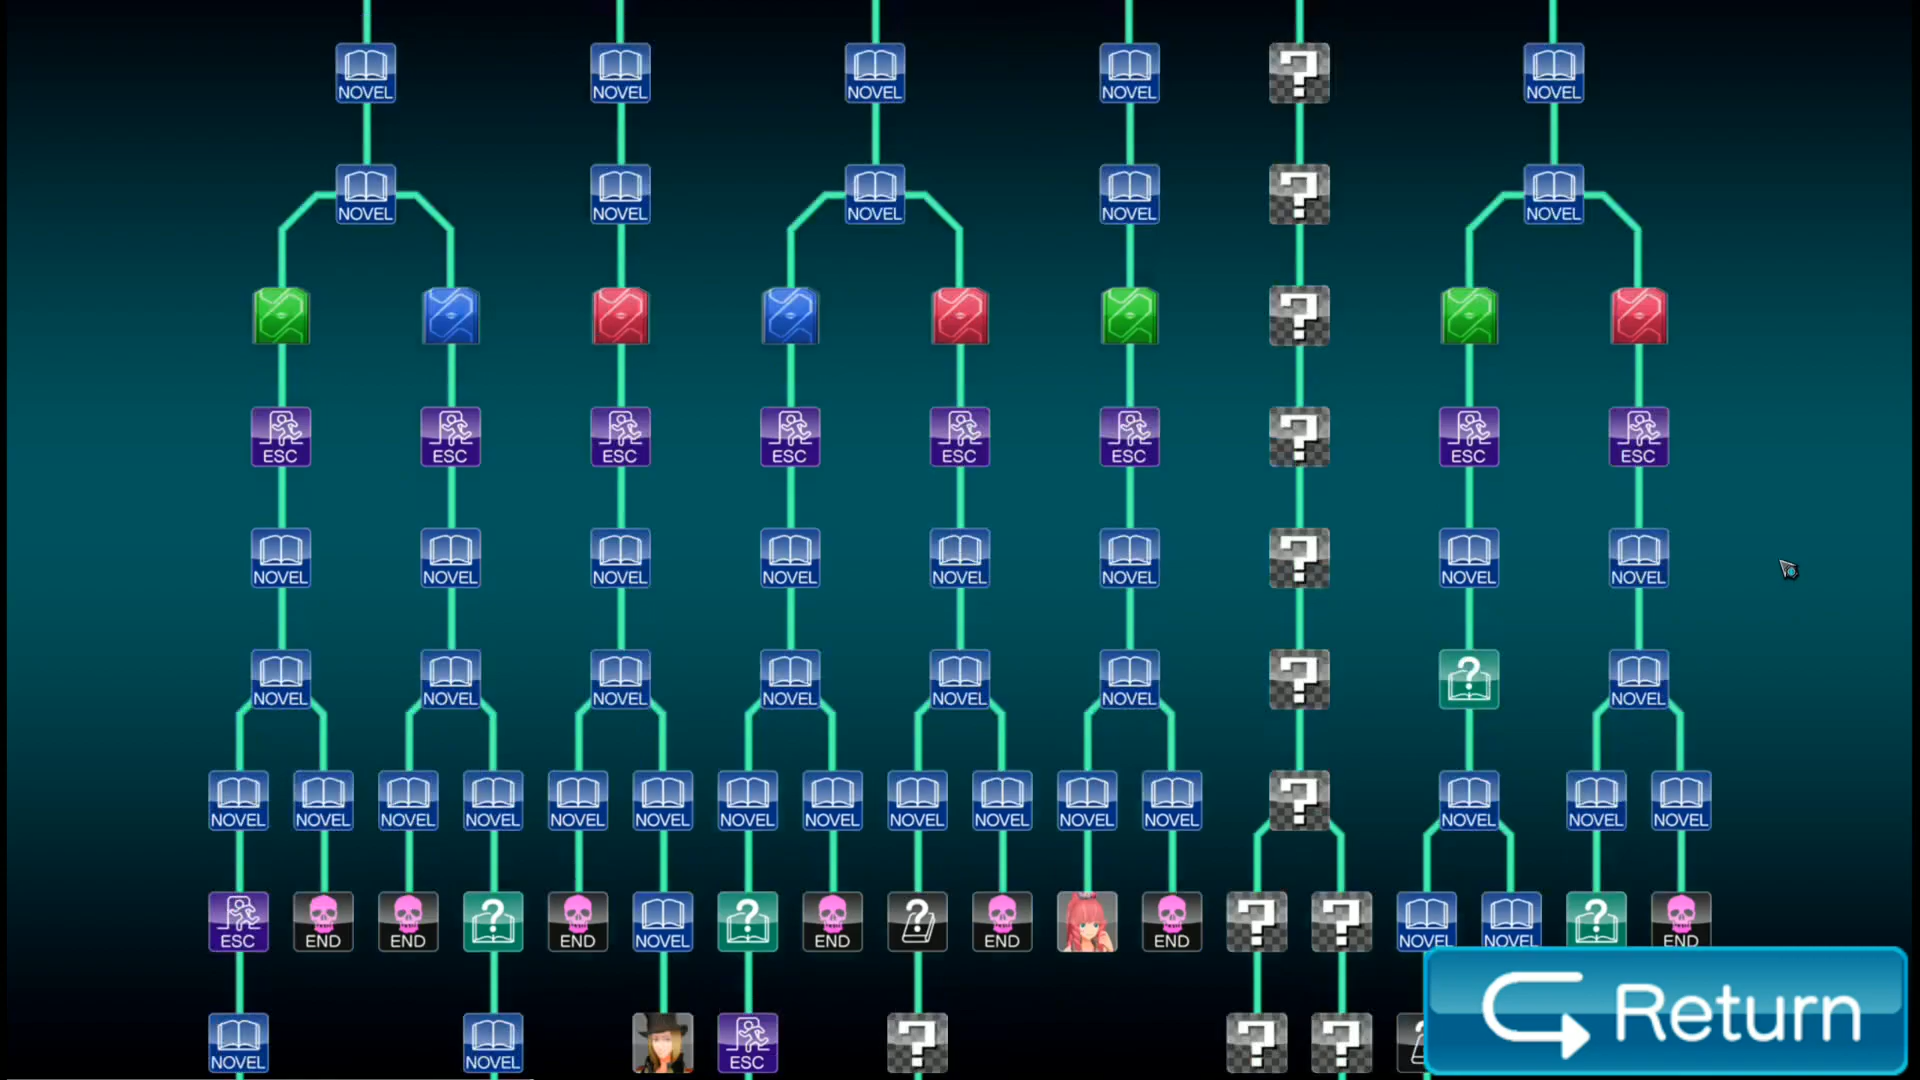 NOVEL NOVEL NOVEL NOVEL ? NOVEL
NOVEL NOVEL NOVEL NOVEL ? NOVEL
?
ESC ESC ESC ESC ESC ESC ? ESC ESC
NOVEL NOVEL NOVEL NOVEL NOVEL NOVEL ? NOVEL NOVEL
NOVEL NOVEL NOVEL NOVEL NOVEL NOVEL ? ? NOVEL
NOVEL NOVEL NOVEL NOVEL NOVEL NOVEL NOVEL NOVEL NOVEL NOVEL NOVEL NOVEL ? NOVEL NOVEL NOVEL
ESC END END ? END NOVEL ? END ? END END ? ? NOVEL NOVEL ? END
NOVEL NOVEL ESC ? ? ? ?
Return